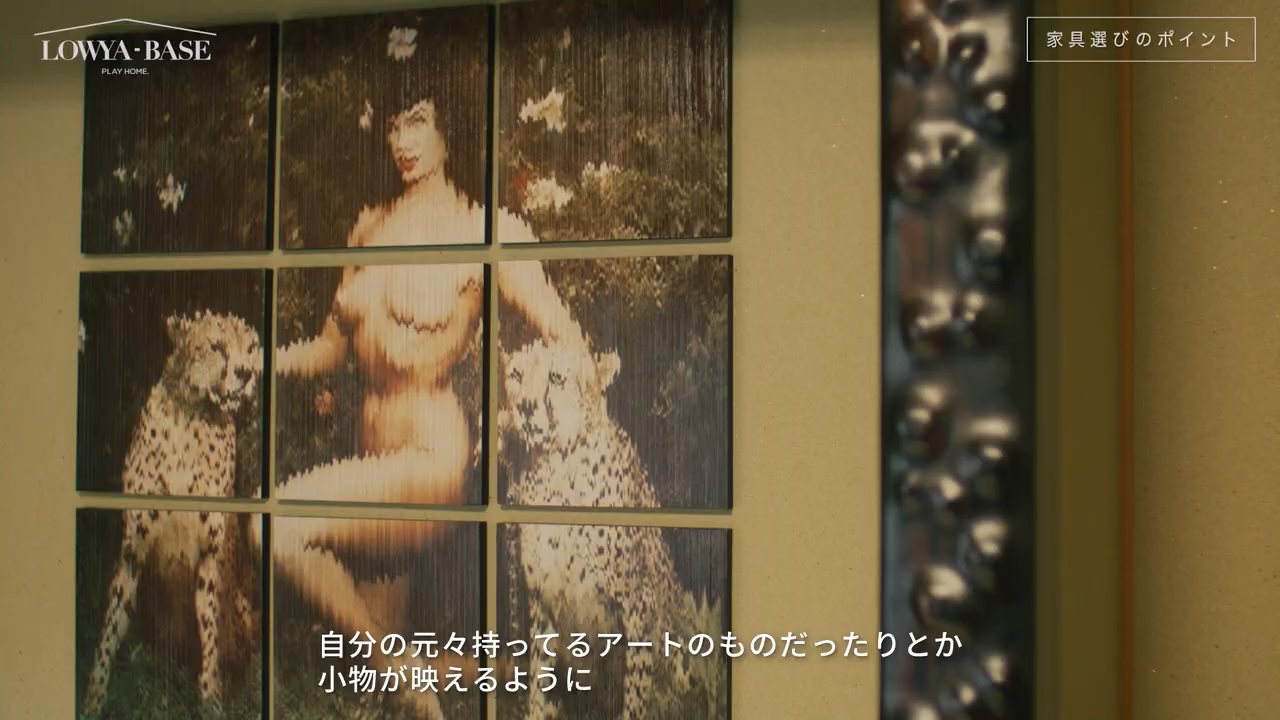 LOWYA-BASE
PLAY HOME.
家具選びのポイント
自分の元々持ってるアートのものだったりとか
小物が映えるように